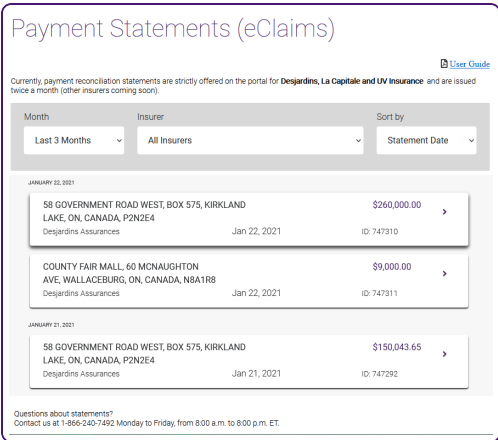 Payment Statements (eClaims)
User Guide
Currently, payment reconciliation statements are strictly offered on the portal for Desjardins, La Capitale and UV Insurance and are issued
twice a month (other insurers coming soon).
Month Insurer Sort by
Last 3 Months All Insurers Statement Date
JANUARY 22, 2021
58 GOVERNMENT ROAD WEST, BOX 575, KIRKLAND $260,000.00
LAKE, ON, CANADA, P2N2E4
Desjardins Assurances Jan 22, 2021 ID: 747310
COUNTY FAIR MALL, 60 MCNAUGHTON $9,000.00
AVE, WALLACEBURG, ON, CANADA, N8A1R8
Desjardins Assurances Jan 22, 2021 ID: 747311
JANUARY 21, 2021
58 GOVERNMENT ROAD WEST, BOX 575, KIRKLAND $150,043.65
LAKE, ON, CANADA, P2N2E4
Desjardins Assurances Jan 21, 2021 ID: 747292
Questions about statements?
Contact us at 1-866-240-7492 Monday to Friday, from 8:00 a.m. to 8:00 p.m. ET.